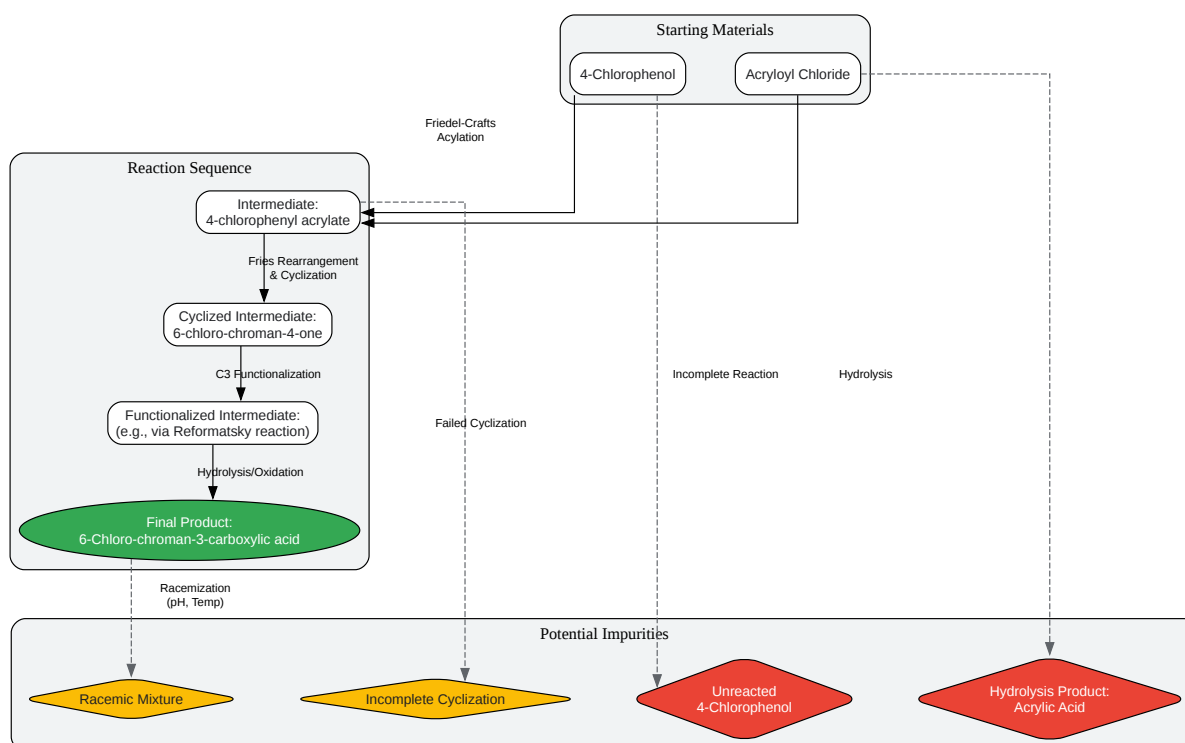 Starting Materials
4-Chlorophenol
Acryloyl Chloride
Friedel-Crafts
Acylation
Reaction Sequence
Intermediate:
4-chlorophenyl acrylate
Fries Rearrangement
& Cyclization
Cyclized Intermediate:
6-chloro-chroman-4-one
C3 Functionalization
Incomplete Reaction
Hydrolysis
Functionalized Intermediate:
(e.g., via Reformatsky reaction)
Failed Cyclization
Hydrolysis/Oxidation
Final Product:
6-Chloro-chroman-3-carboxylic acid
Racemization
(pH, Temp)
Potential Impurities
Racemic Mixture
Incomplete Cyclization
Unreacted
4-Chlorophenol
Hydrolysis Product:
Acrylic Acid